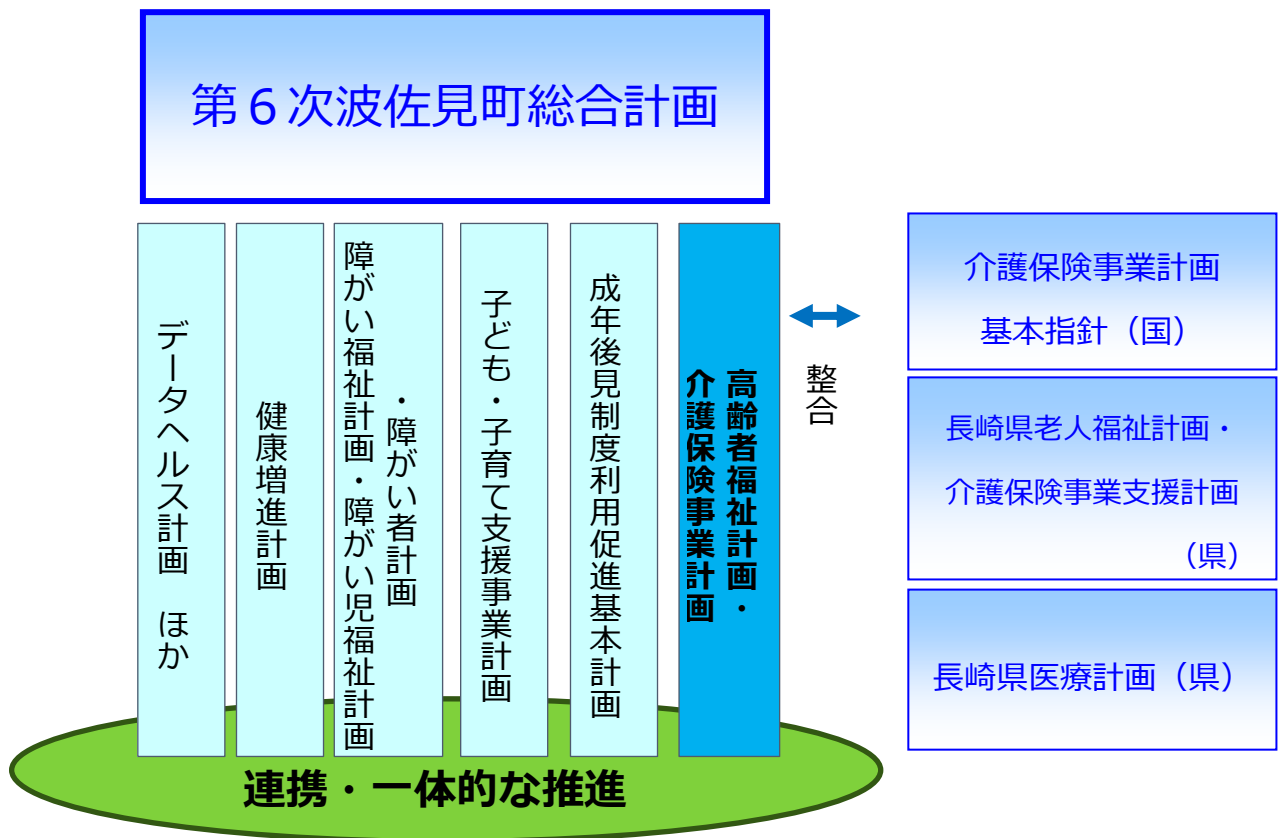 第６次波佐見町総合計画
データヘルス計画　ほか
健康増進計画
・障がい者計画
障がい福祉計画・障がい児福祉計画
子ども・子育て支援事業計画
成年後見制度利用促進基本計画
高齢者福祉計画・
介護保険事業計画
整合
介護保険事業計画
基本指針（国）
長崎県老人福祉計画・
介護保険事業支援計画
（県）
長崎県医療計画（県）
連携・一体的な推進